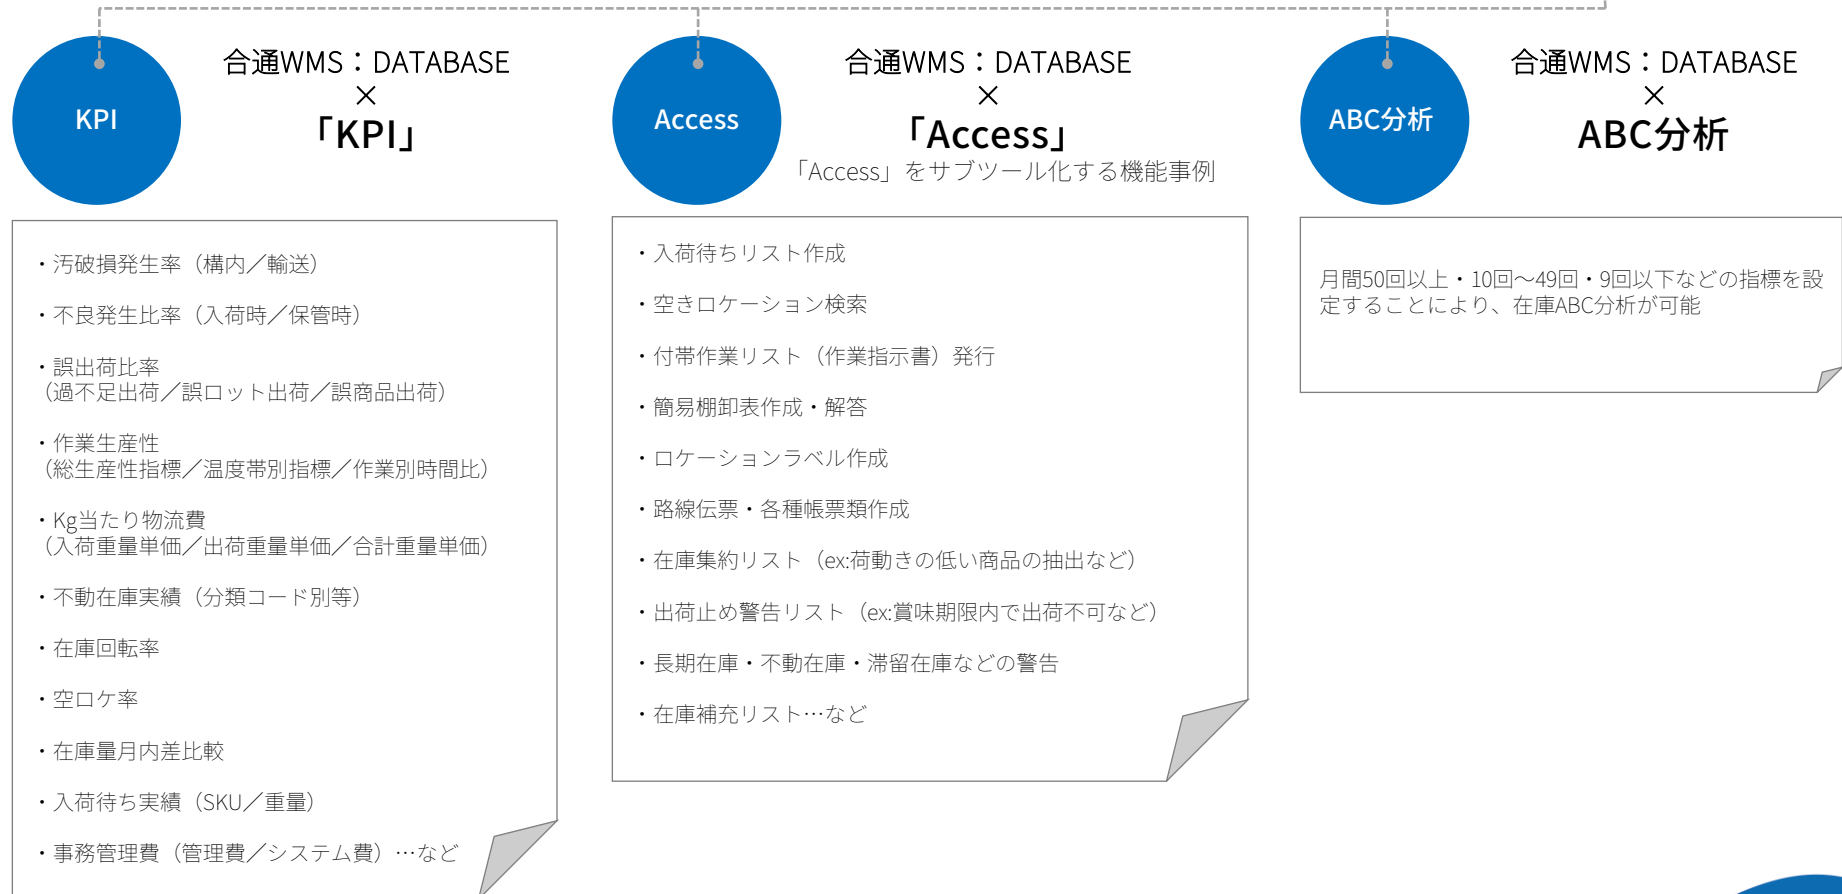 KPI
合通WMS：DATABASE
×
「KPI」
・汚破損発生率（構内／輸送）
・不良発生比率（入荷時／保管時）
・誤出荷比率
（過不足出荷／誤ロット出荷／誤商品出荷）
・作業生産性
（総生産性指標／温度帯別指標／作業別時間比）
・Kg当たり物流費
（入荷重量単価／出荷重量単価／合計重量単価）
・不動在庫実績（分類コード別等）
・在庫回転率
・空ロケ率
・在庫量月内差比較
・入荷待ち実績（SKU／重量）
・事務管理費（管理費／システム費）…など
Access
合通WMS：DATABASE
×
「Access」
「Access」をサブツール化する機能事例
・入荷待ちリスト作成
・空きロケーション検索
・付帯作業リスト（作業指示書）発行
・簡易棚卸表作成・解答
・ロケーションラベル作成
・路線伝票・各種帳票類作成
・在庫集約リスト（ex:荷動きの低い商品の抽出など）
・出荷止め警告リスト（ex:賞味期限内で出荷不可など）
・長期在庫・不動在庫・滞留在庫などの警告
・在庫補充リスト…など
ABC分析
合通WMS：DATABASE
×
ABC分析
月間50回以上・10回～49回・9回以下などの指標を設
定することにより、在庫ABC分析が可能